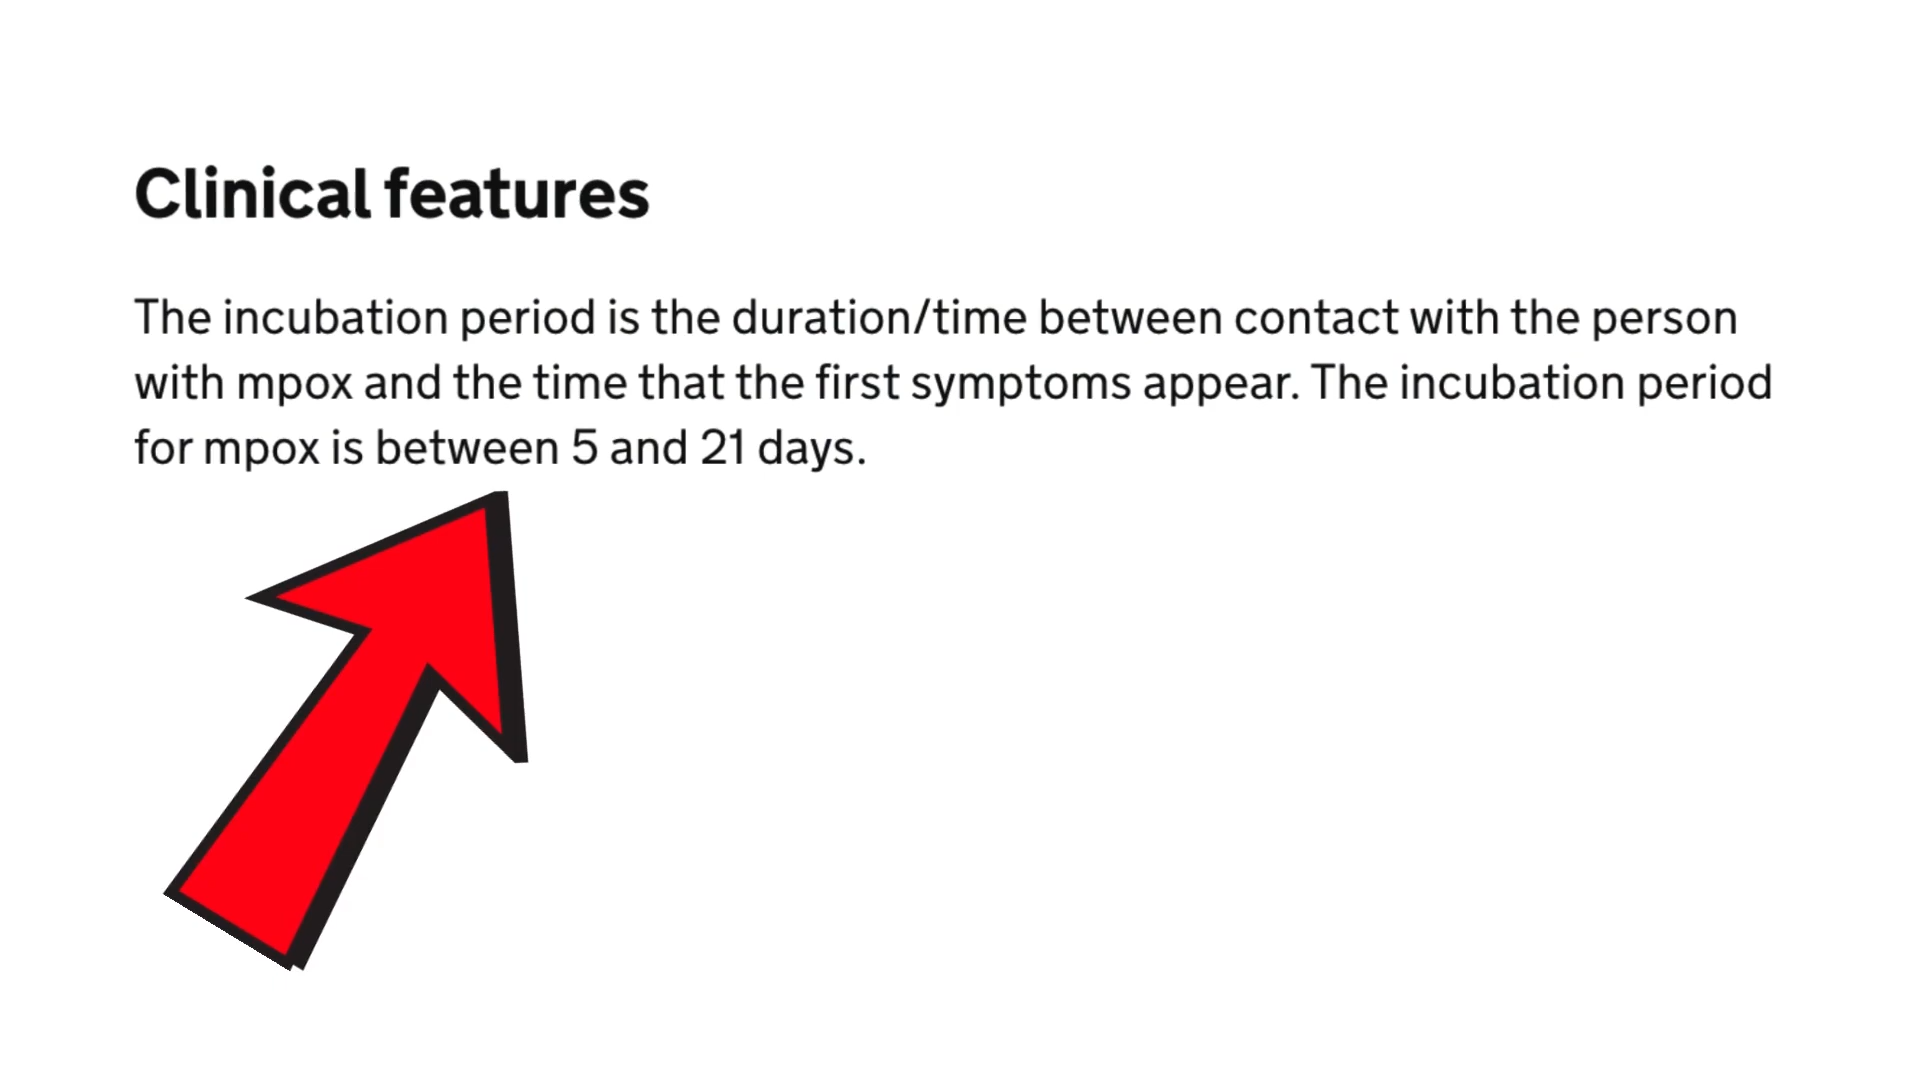 Clinical features
The incubation period is the duration/time between contact with the person
with mpox and the time that the first symptoms appear. The incubation period
for mpox is between 5 and 21 days.